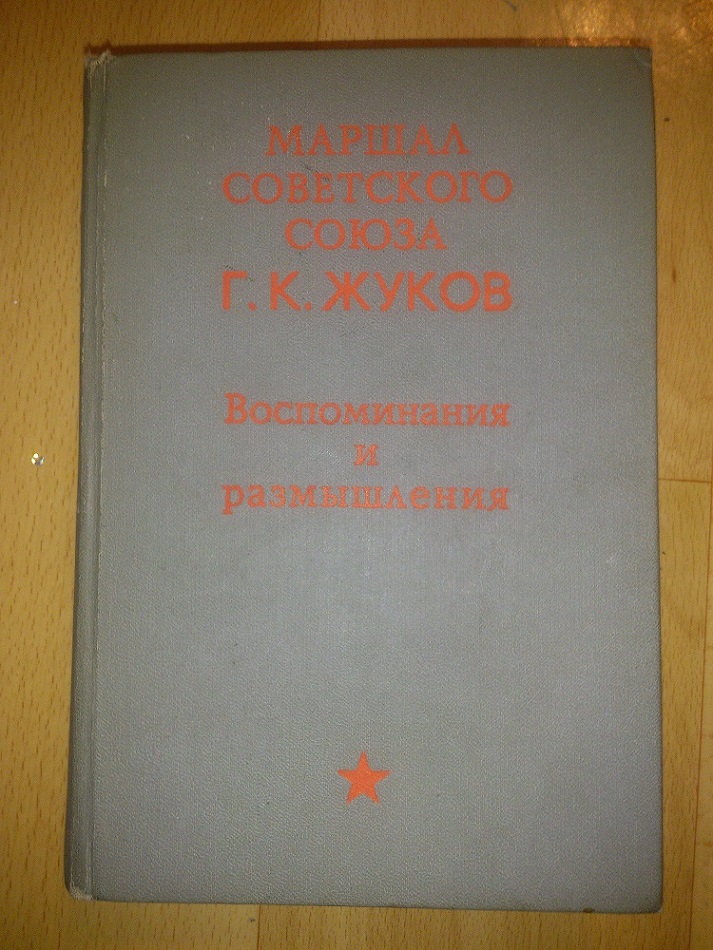 МАРШАЛ
СОВЕТСКОГО
СОЮЗА
Г. К. ЖУКОВ
Воспоминания
и
размышления